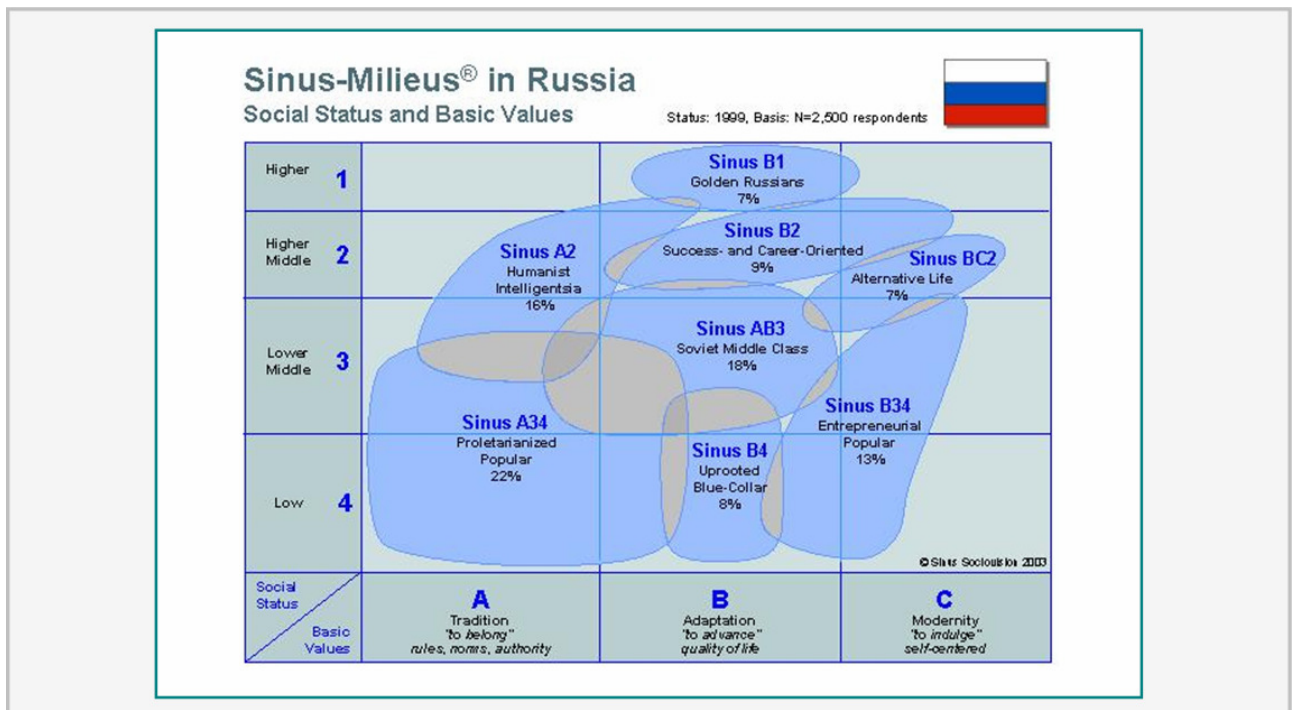 Sinus-Milieus® in Russia
Social Status and Basic Values
Status: 1999, Basis: N=2,500 respondents
Higher 1
Sinus B1
Golden Russians
7%
Higher
Middle 2
Sinus A2
Humanist
Intelligentsia
16%
Sinus B2
Success- and Career-Oriented
9%
Sinus BC2
Alternative Life
7%
Lower
Middle 3
Sinus AB3
Soviet Middle Class
18%
Sinus A34
Proletarianized
Popular
22%
Sinus B34
Entrepreneurial
Popular
13%
Low 4
Sinus B4
Uprooted
Blue-Collar
8%
© Sinus Sociovision 2003
Social
Status
Basic
Values
A
Tradition
"to belong"
rules, norms, authority
B
Adaptation
"to advance"
quality of life
C
Modernity
"to indulge"
self-centered